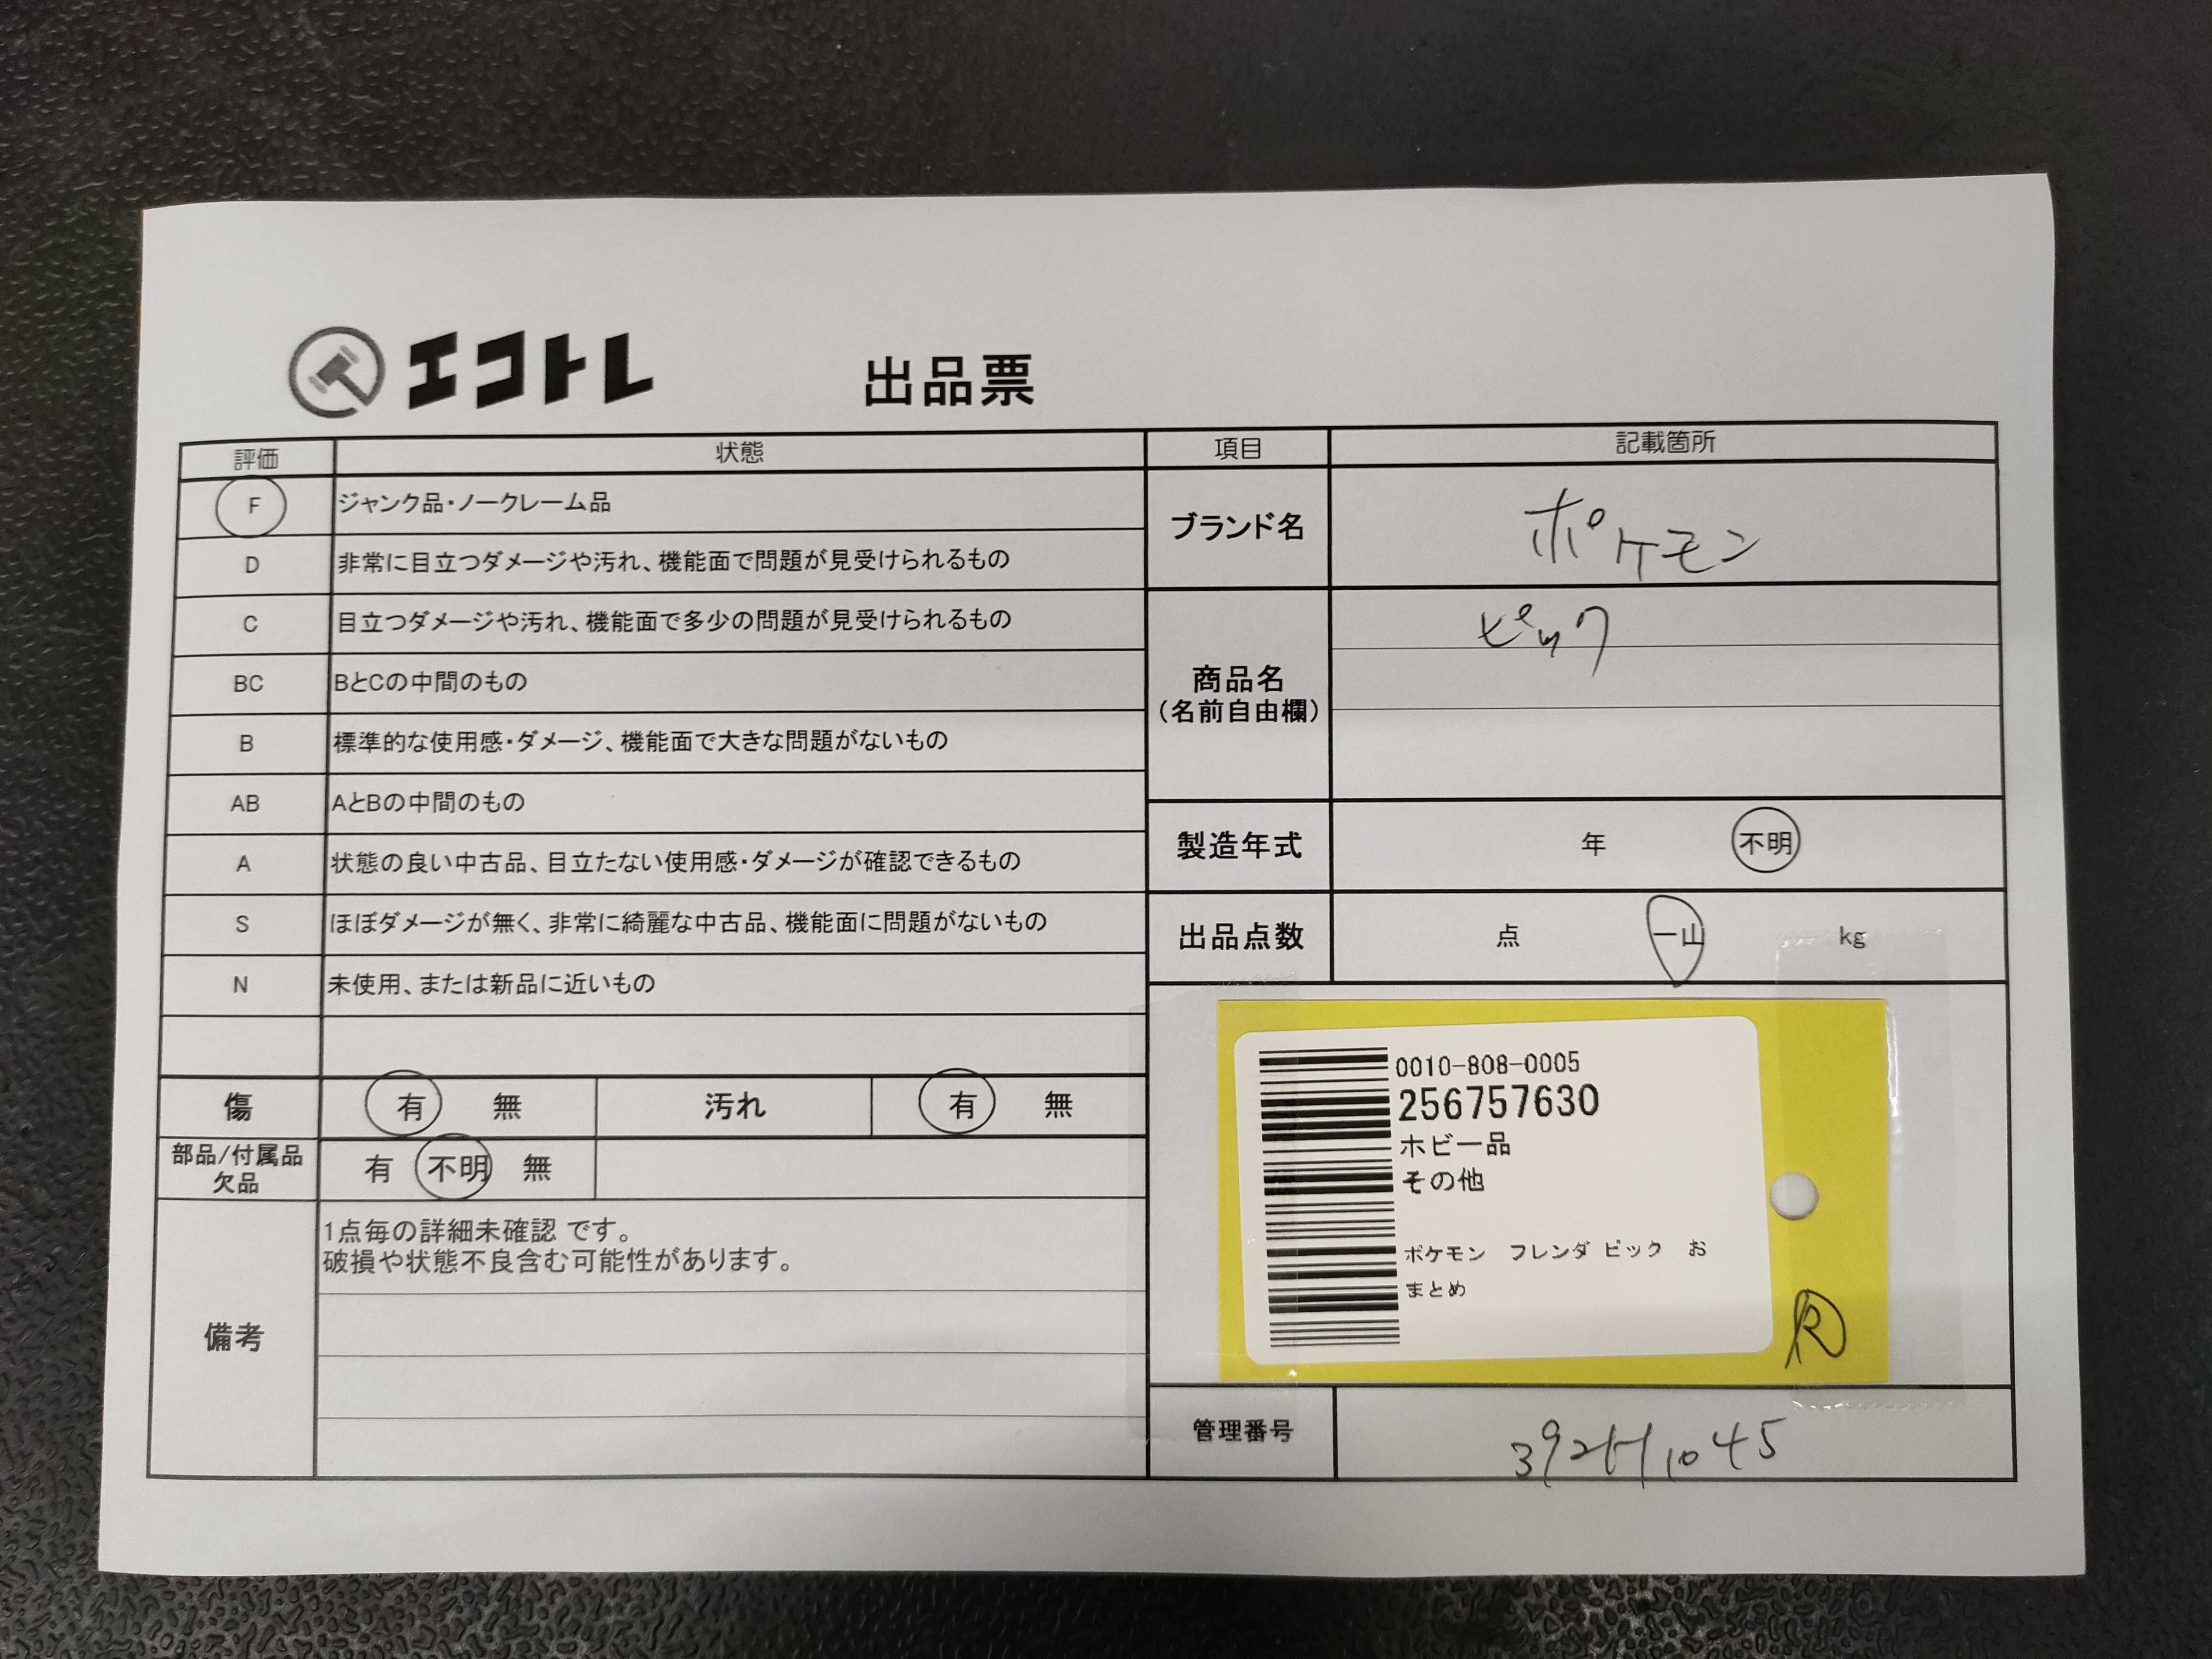 エコトレ 出品票
評価 状態 項目 記載箇所
F ジャンク品・ノークレーム品
D 非常に目立つダメージや汚れ、機能面で問題が見受けられるもの
C 目立つダメージや汚れ、機能面で多少の問題が見受けられるもの
BC BとCの中間のもの
B 標準的な使用感・ダメージ、機能面で大きな問題がないもの
AB AとBの中間のもの
A 状態の良い中古品、目立たない使用感・ダメージが確認できるもの
S ほぼダメージが無く、非常に綺麗な中古品、機能面に問題がないもの
N 未使用、または新品に近いもの
傷 有 無 汚れ 有 無
部品/付属品
欠品
有 不明 無
備考
1点毎の詳細未確認 です。
破損や状態不良含む可能性があります。
ブランド名 ポケモン
商品名
(名前自由欄)
ピック
製造年式 年 不明
出品点数 点 一山 kg
0010-808-0005
256757630
ホビー品
その他
ポケモン フレンダ ピック お
まとめ
R
管理番号 392H1045